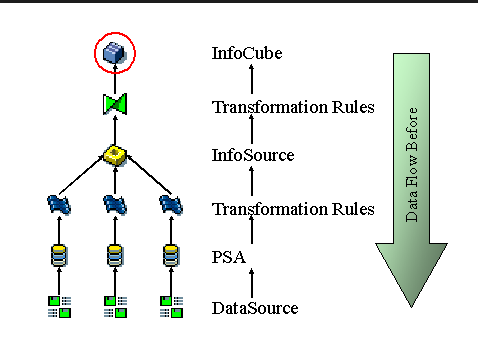 InfoCube
Transformation Rules
InfoSource
Transformation Rules
PSA
DataSource
Data Flow Before